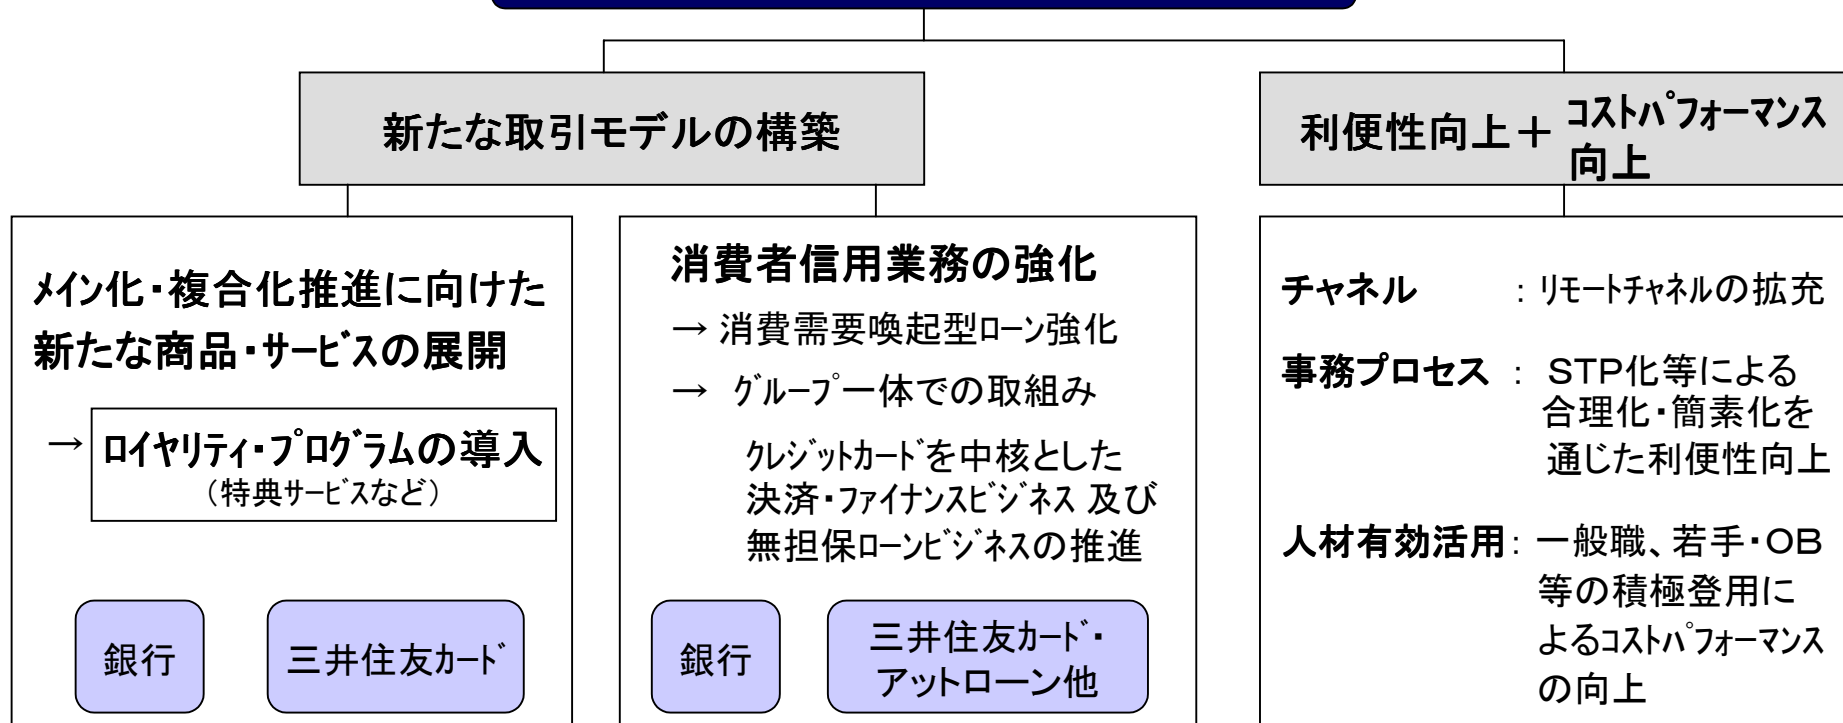 新たな取引モデルの構築
利便性向上＋ コストパフォーマンス
向上
メイン化・複合化推進に向けた
新たな商品・サービスの展開
→ ロイヤリティ・プログラムの導入
（特典サービスなど）
銀行
三井住友カード
消費者信用業務の強化
→ 消費需要喚起型ローン強化
→ グループ一体での取組み
クレジットカードを中核とした
決済・ファイナンスビジネス 及び
無担保ローンビジネスの推進
銀行
三井住友カード・
アットローン他
チャネル ：リモートチャネルの拡充
事務プロセス ： ＳＴＰ化等による
合理化・簡素化を
通じた利便性向上
人材有効活用：一般職、若手・ＯＢ
等の積極登用に
よるコストパフォーマンス
の向上